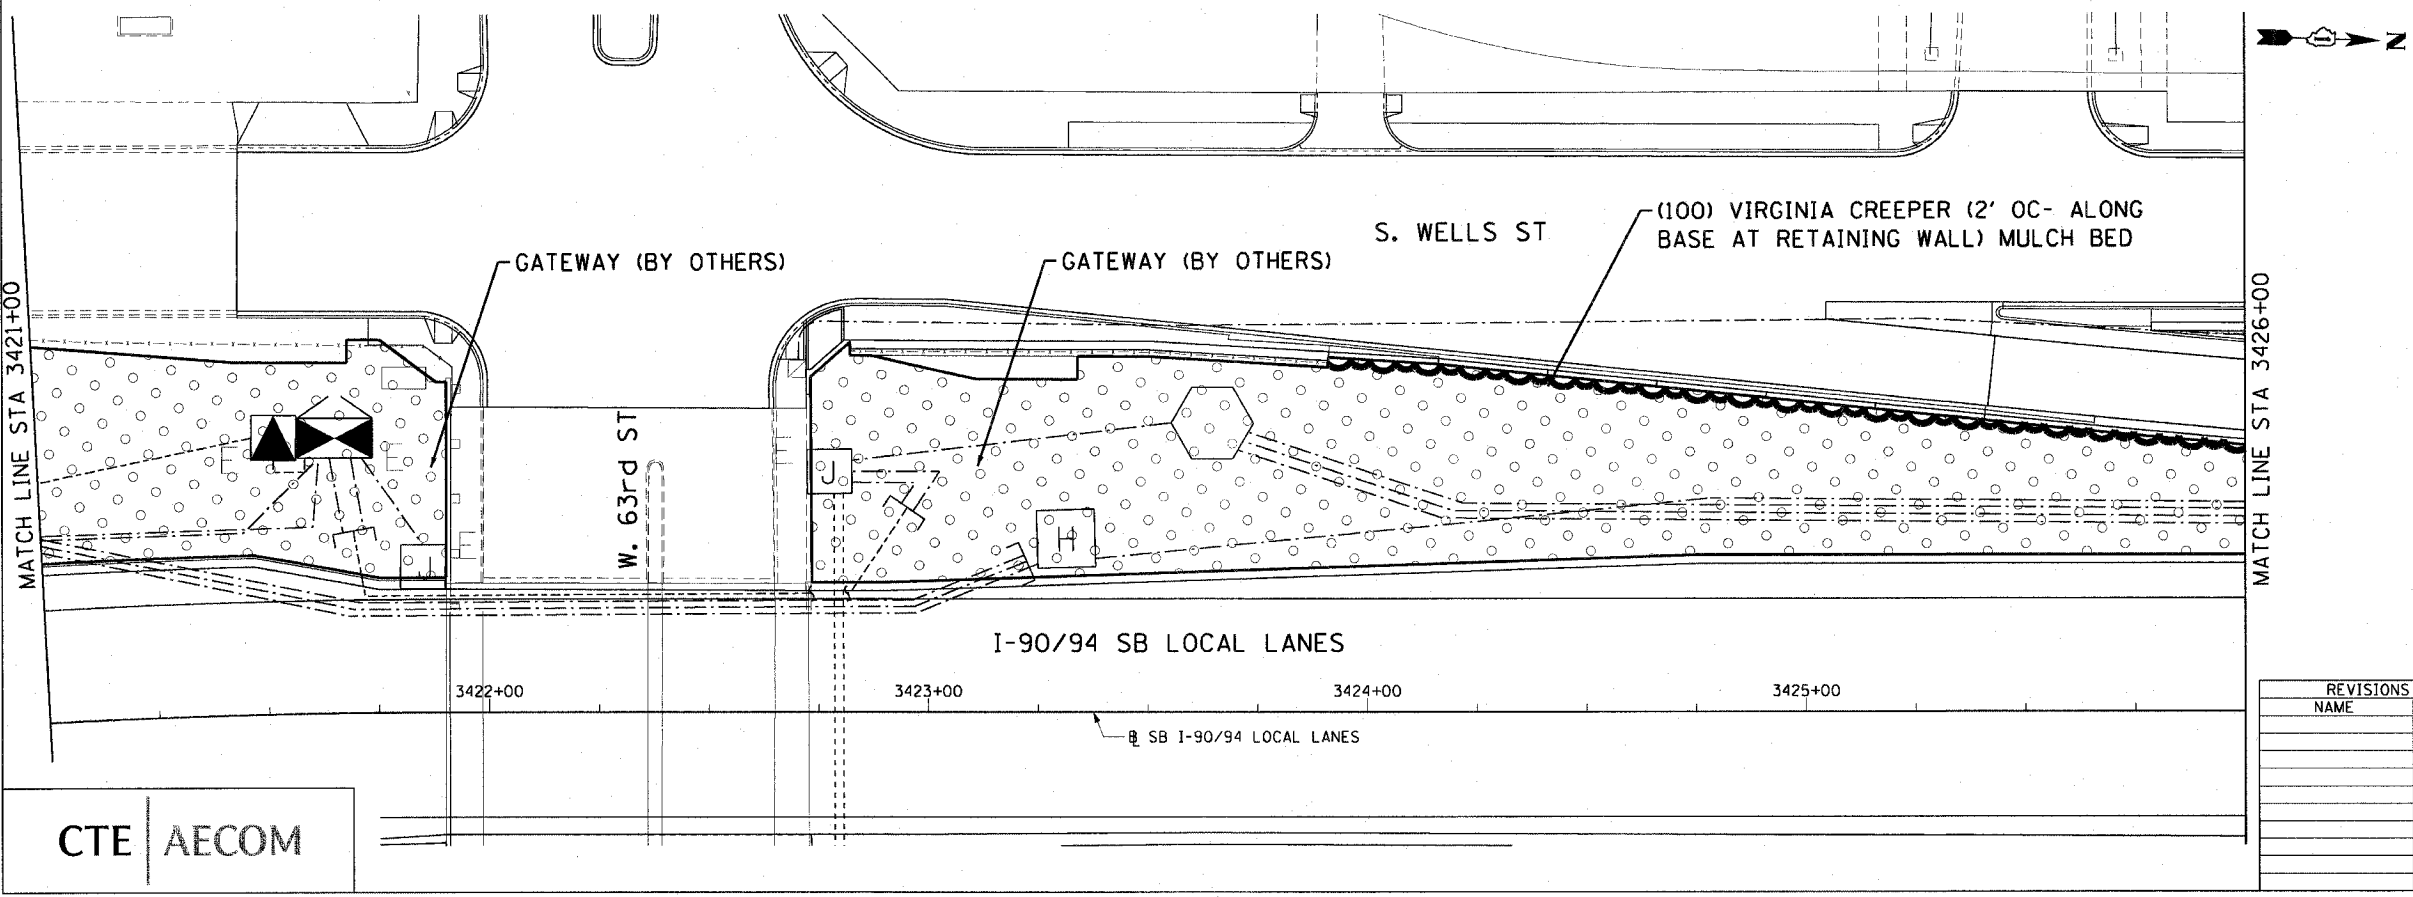 N
(100) VIRGINIA CREEPER (2' OC- ALONG
BASE AT RETAINING WALL) MULCH BED
S. WELLS ST
GATEWAY (BY OTHERS)
GATEWAY (BY OTHERS)
MATCH LINE STA 3421+00
MATCH LINE STA 3426+00
W. 63rd ST
E
E
E
E
J
H
I-90/94 SB LOCAL LANES
3422+00
3423+00
3424+00
3425+00
SB I-90/94 LOCAL LANES
REVISIONS
NAME
CTE AECOM